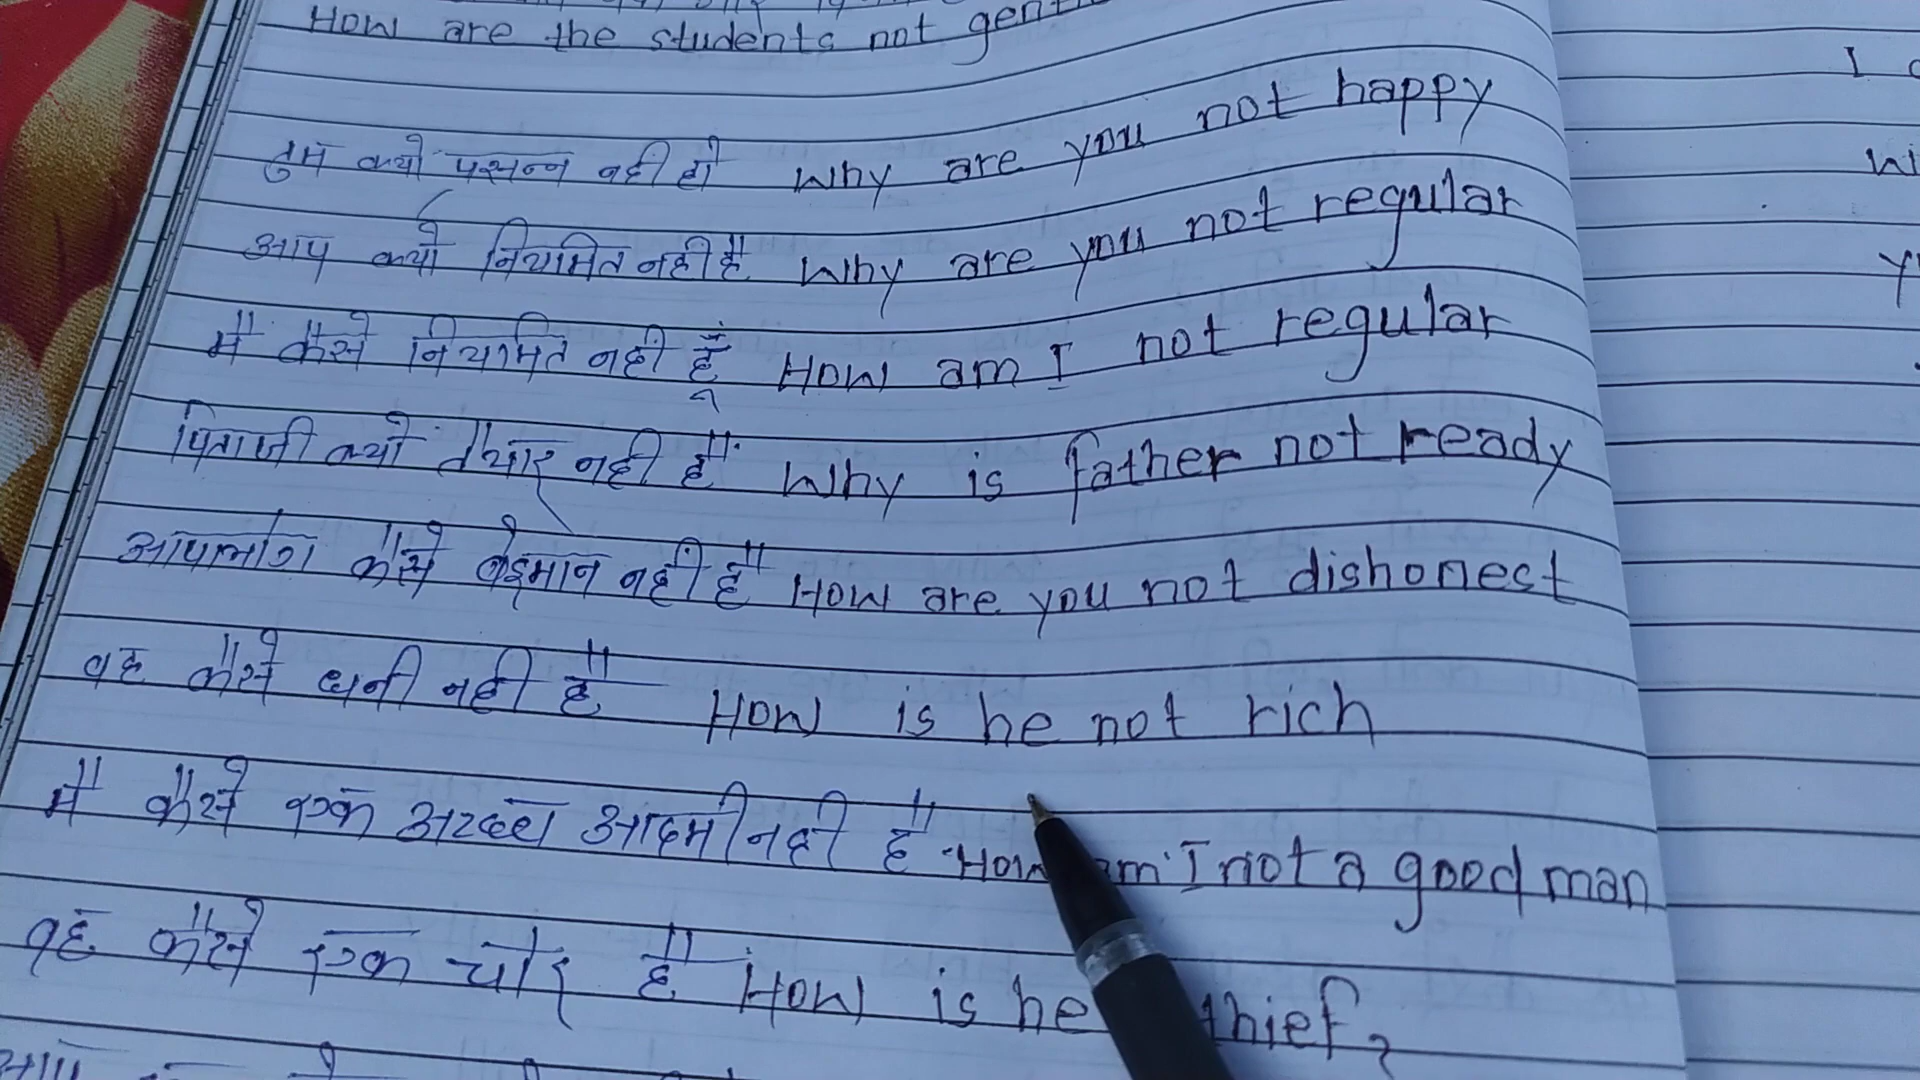 How are the students not
तुम क्यो प्रसन्न नही हो Why are you not happy
आप क्यो नियमित नही है Why are you not regular
मैं कैसे नियमित नही हूँ How am I not regular
पिताजी क्यो तैयार नही हैं Why is father not ready
आपलोग कैसे बेइमान नहीं हैं How are you not dishonest
वह कैसे धनी नही है How is he not rich
मै कैसे एक अच्छा आदमी नही है How am I not a good man
वह कैसे एक चोर है How is he thief?
आप
I